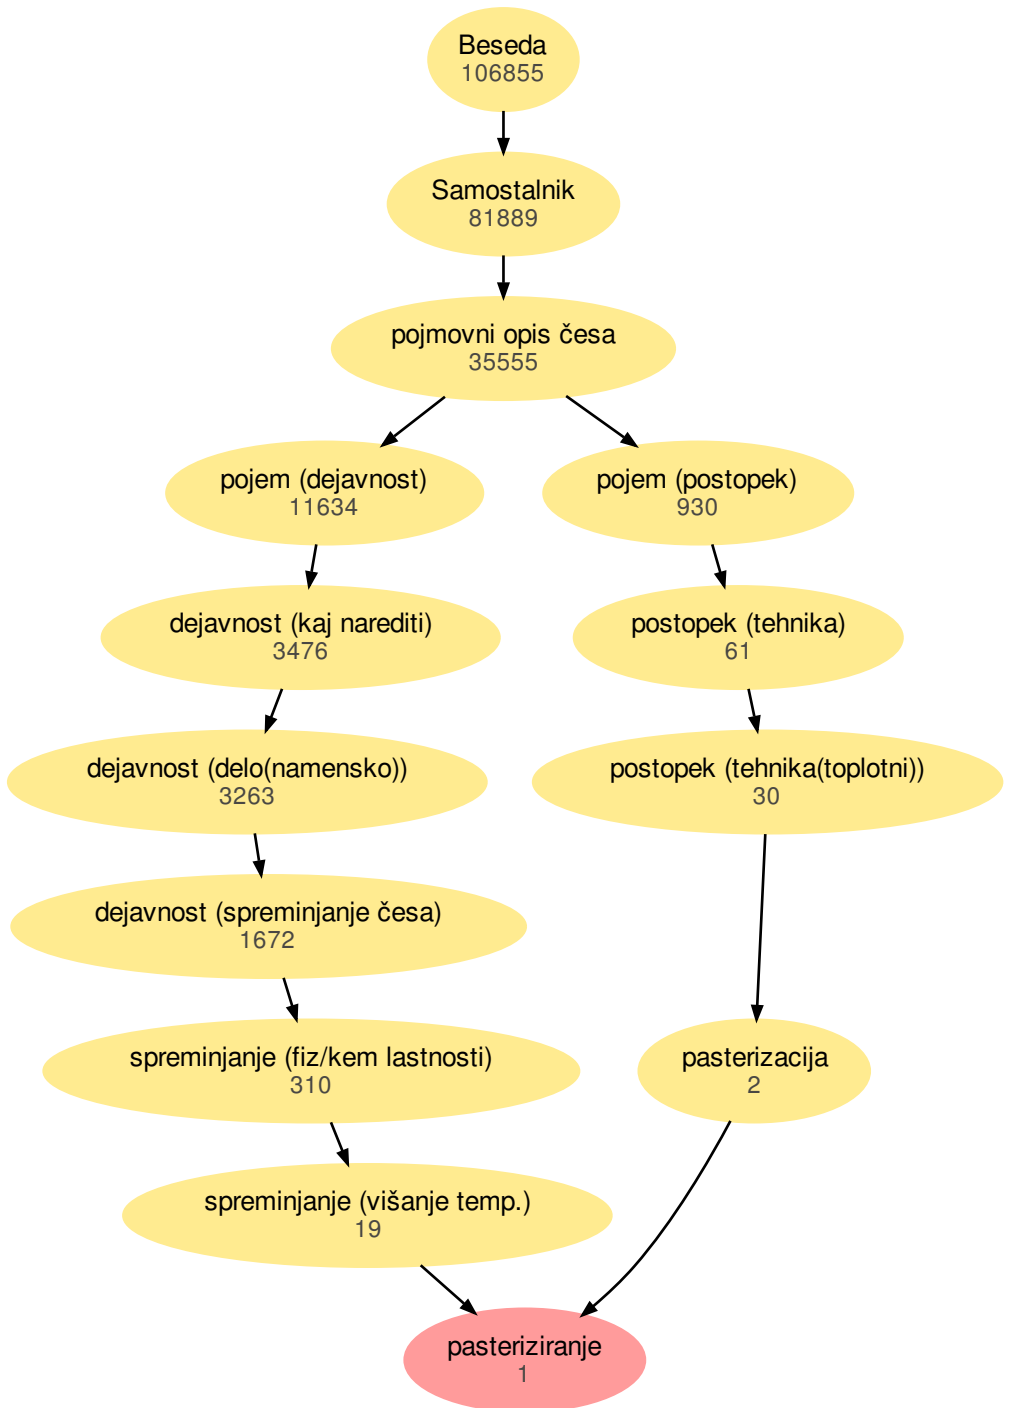 Beseda
106855
Samostalnik
81889
pojmovni opis česa
35555
pojem (dejavnost)
11634
pojem (postopek)
930
dejavnost (kaj narediti)
3476
postopek (tehnika)
61
dejavnost (delo(namensko))
3263
postopek (tehnika(toplotni))
30
dejavnost (spreminjanje česa)
1672
spreminjanje (fiz/kem lastnosti)
310
pasterizacija
2
spreminjanje (višanje temp.)
19
pasteriziranje
1